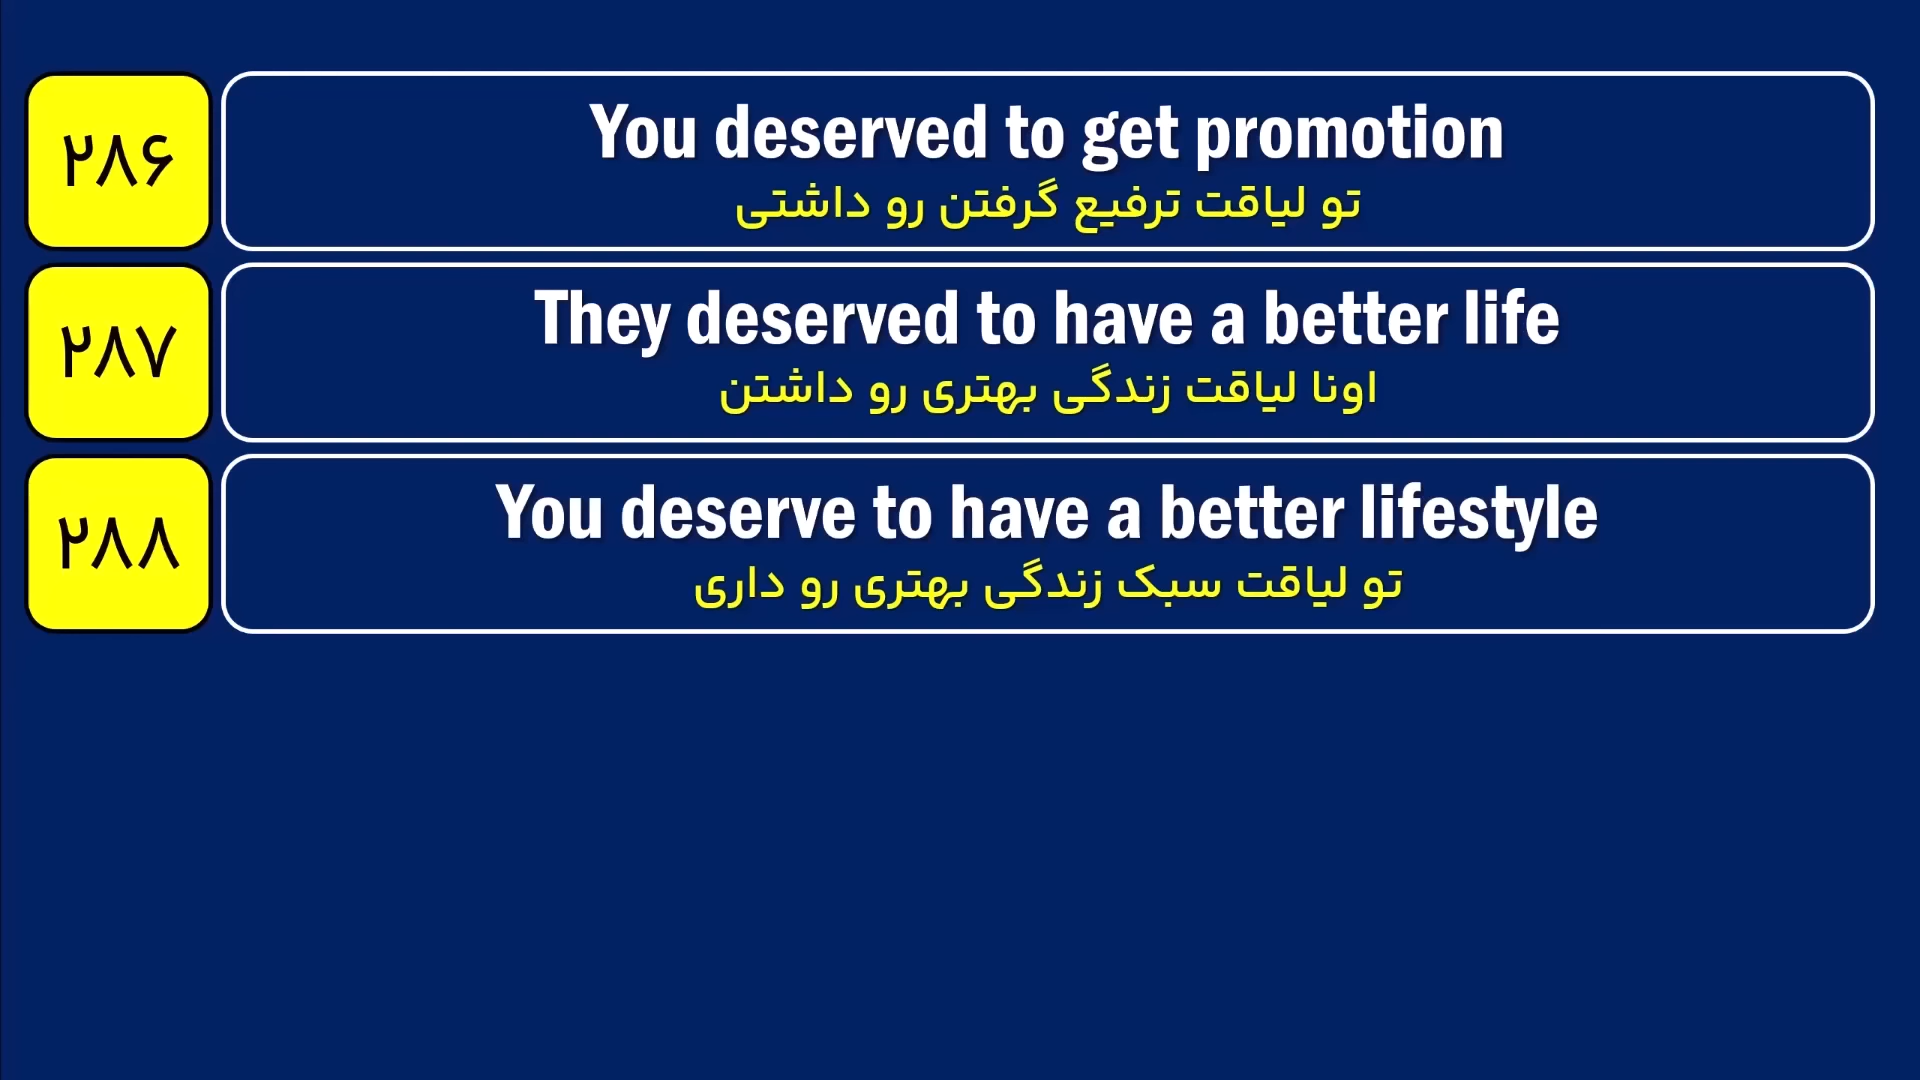 ۲۸۶
You deserved to get promotion
تو لیاقت ترفیع گرفتن رو داشتی
۲۸۷
They deserved to have a better life
اونا لیاقت زندگی بهتری رو داشتن
۲۸۸
You deserve to have a better lifestyle
تو لیاقت سبک زندگی بهتری رو داری